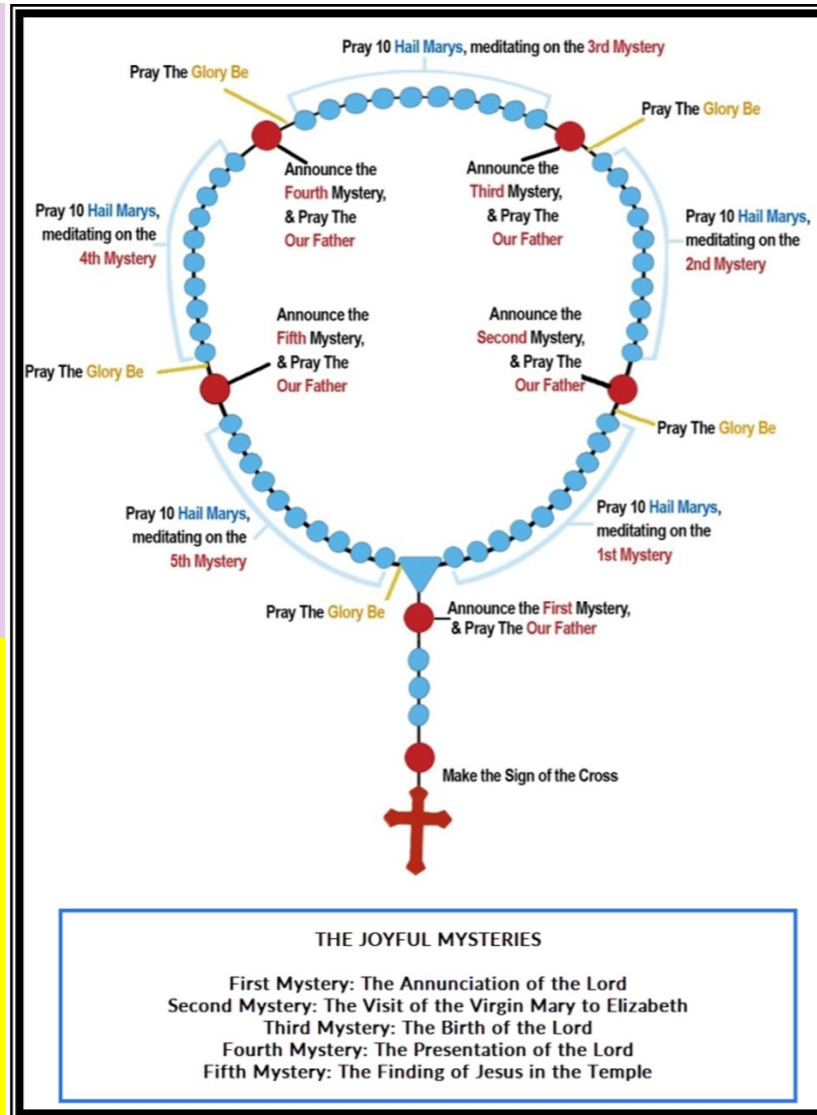 Pray 10 Hail Marys, meditating on the 3rd Mystery
Pray The Glory Be
Pray The Glory Be
Announce the
Fourth Mystery,
& Pray The
Our Father
Announce the
Third Mystery,
& Pray The
Our Father
Pray 10 Hail Marys,
meditating on the
4th Mystery
Pray 10 Hail Marys,
meditating on the
2nd Mystery
Announce the
Fifth Mystery,
& Pray The
Our Father
Announce the
Second Mystery,
& Pray The
Our Father
Pray The Glory Be
Pray The Glory Be
Pray 10 Hail Marys,
meditating on the
5th Mystery
Pray 10 Hail Marys,
meditating on the
1st Mystery
Pray The Glory Be
Announce the First Mystery,
& Pray The Our Father
Make the Sign of the Cross
THE JOYFUL MYSTERIES
First Mystery: The Annunciation of the Lord
Second Mystery: The Visit of the Virgin Mary to Elizabeth
Third Mystery: The Birth of the Lord
Fourth Mystery: The Presentation of the Lord
Fifth Mystery: The Finding of Jesus in the Temple